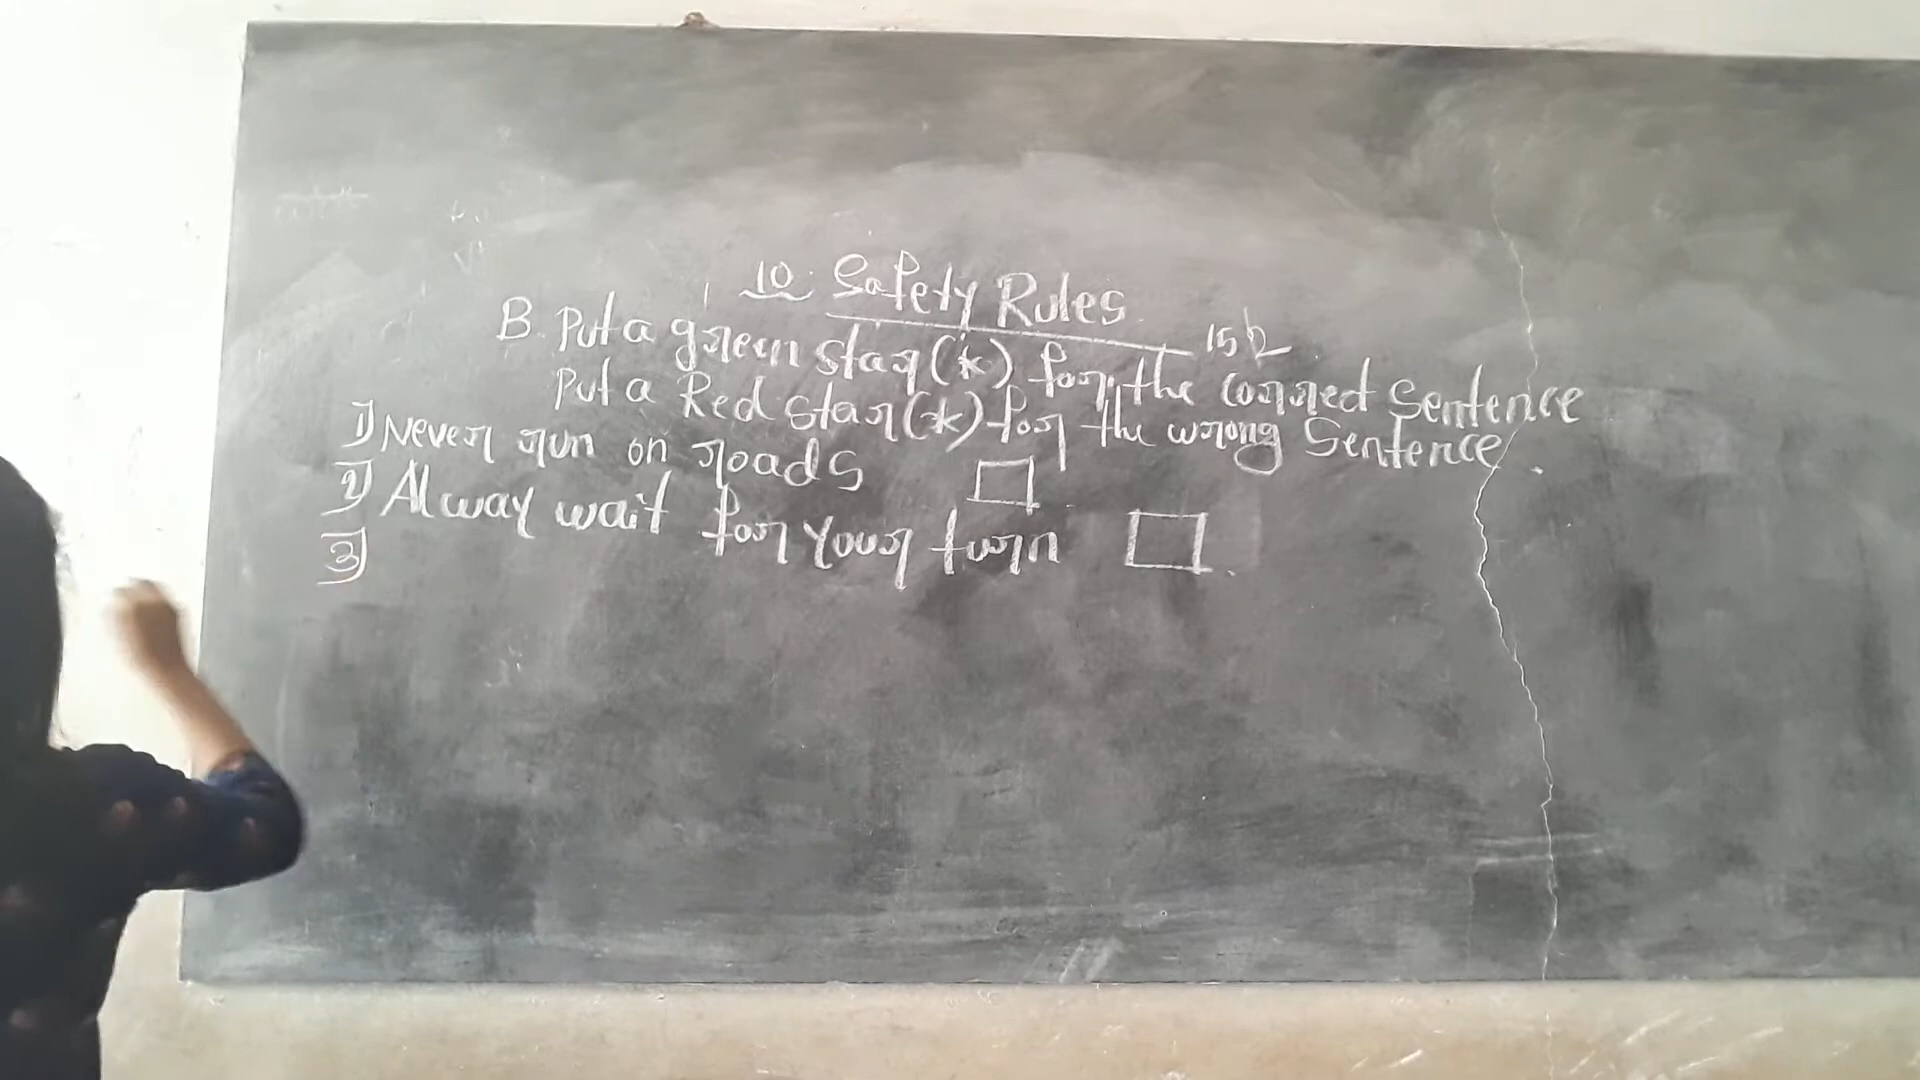 10. Safety Rules
B. Put a green star (*) for the correct sentence
Put a Red star (*) for the wrong Sentence.
1) Never run on roads
2) Alway wait for your turn
3)